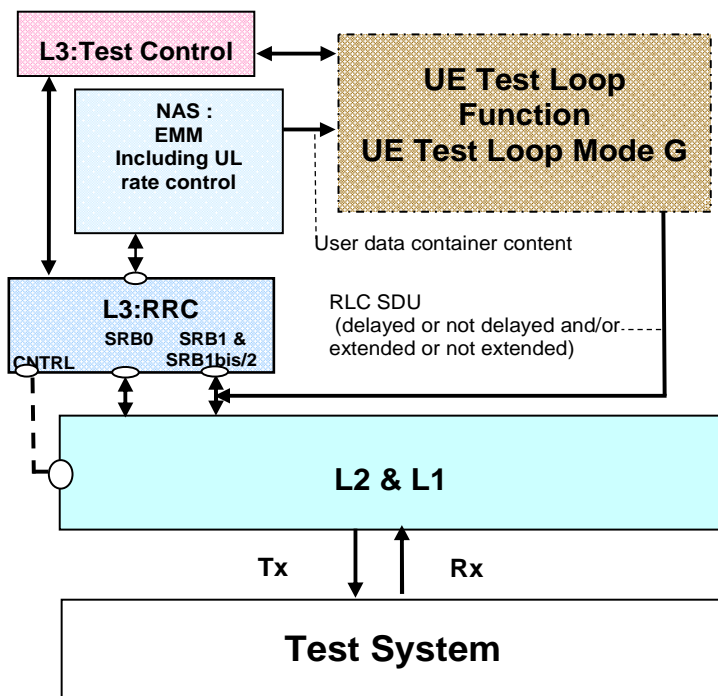 L3:Test Control
UE Test Loop
Function
UE Test Loop Mode G
NAS :
EMM
Including UL
rate control
User data container content
RLC SDU
(delayed or not delayed and/or
extended or not extended)
L3:RRC
SRB0
SRB1 &
SRB1bis/2
CNTRL
L2 & L1
Tx
Rx
Test System